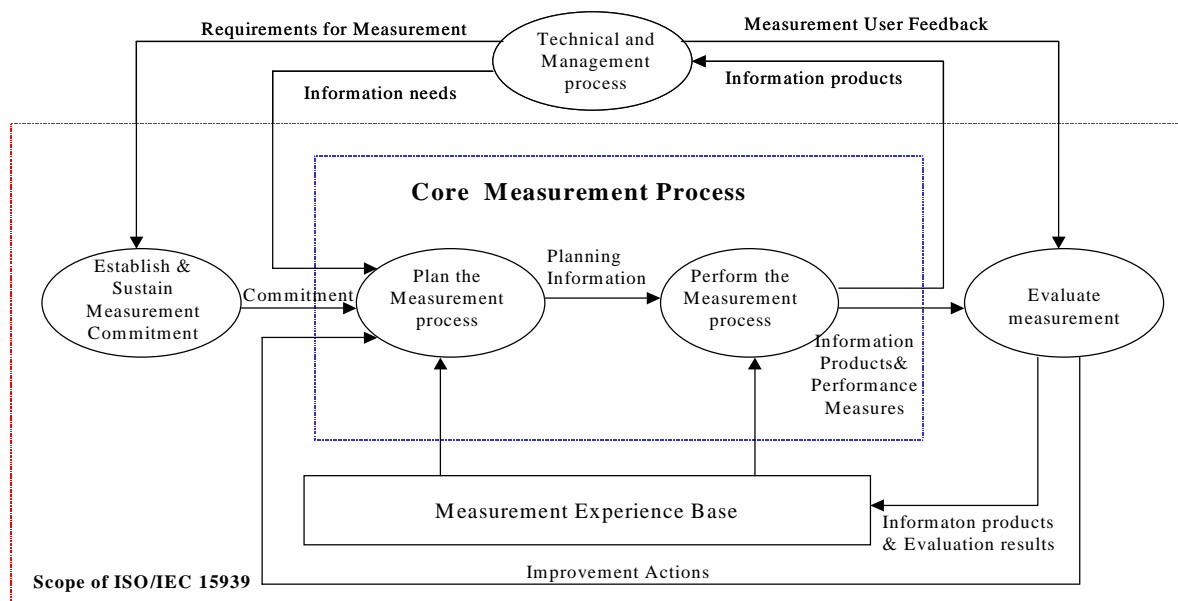 Requirements for Measurement
Measurement User Feedback
Technical and
Management
process
Information needs
Information products
Core Measurement Process
Establish &
Sustain
Measurement
Commitment
Commitment
Plan the
Measurement
process
Planning
Information
Perform the
Measurement
process
Evaluate
measurement
Information
Products&
Performance
Measures
Measurement Experience Base
Informaton products
& Evaluation results
Improvement Actions
Scope of ISO/IEC 15939